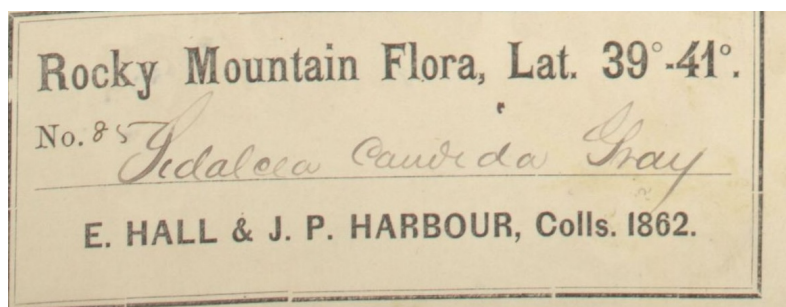 Rocky Mountain Flora, Lat. 39°-41°.
No. 85 Sidalcea candida Gray
E. HALL & J. P. HARBOUR, Colls. 1862.